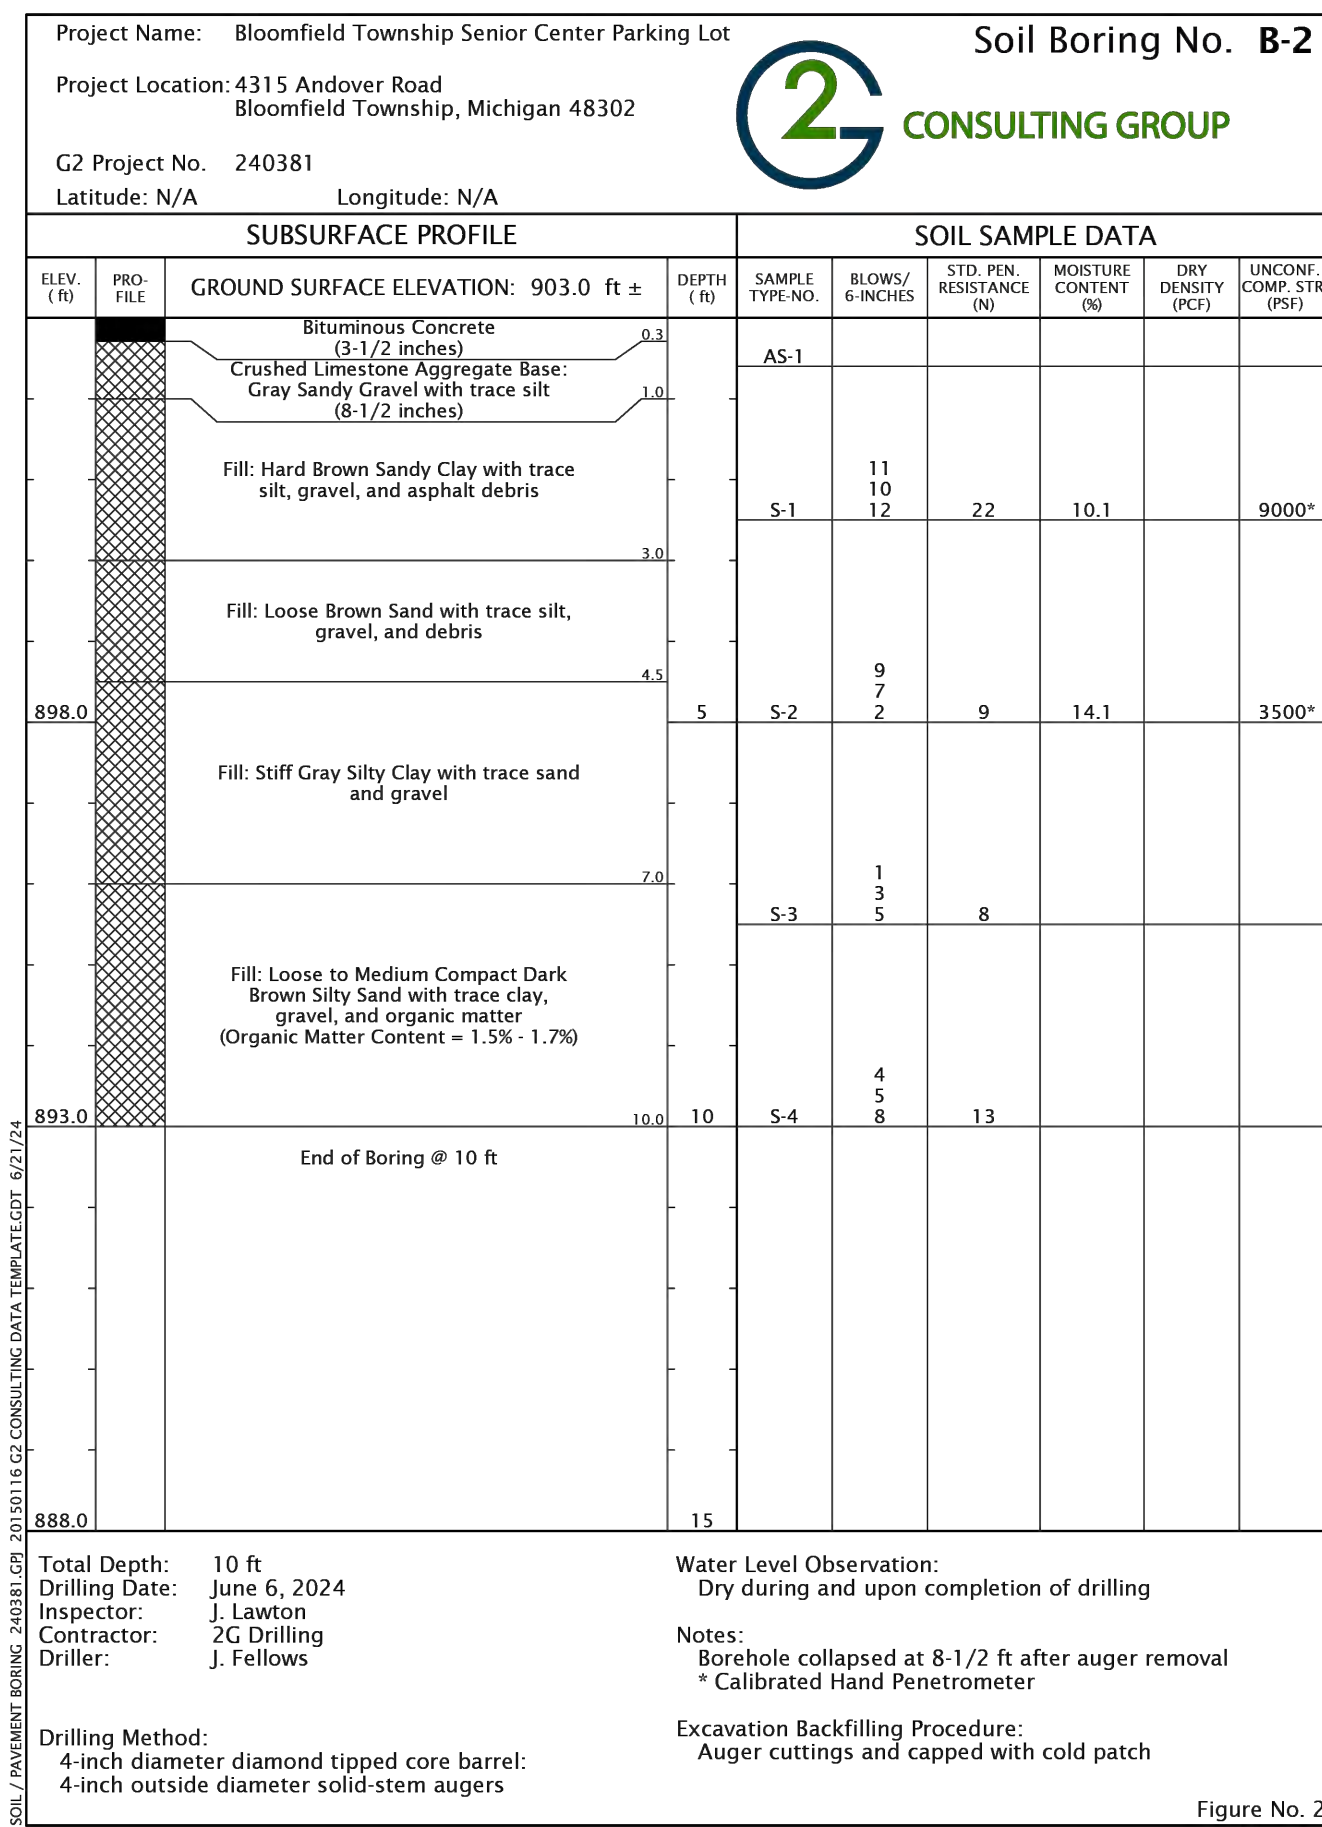 Project Name: Bloomfield Township Senior Center Parking Lot
Soil Boring No. B-2
Project Location: 4315 Andover Road
Bloomfield Township, Michigan 48302
G2 CONSULTING GROUP
G2 Project No. 240381
Latitude: N/A Longitude: N/A
SUBSURFACE PROFILE
SOIL SAMPLE DATA
ELEV. ( ft)
PRO- FILE
GROUND SURFACE ELEVATION: 903.0 ft ±
DEPTH ( ft)
SAMPLE TYPE-NO.
BLOWS/ 6-INCHES
STD. PEN. RESISTANCE (N)
MOISTURE CONTENT (%)
DRY DENSITY (PCF)
UNCONF. COMP. STR (PSF)
Bituminous Concrete
(3-1/2 inches)
0.3
AS-1
Crushed Limestone Aggregate Base:
Gray Sandy Gravel with trace silt
(8-1/2 inches)
1.0
Fill: Hard Brown Sandy Clay with trace
silt, gravel, and asphalt debris
11
10
S-1 12 22 10.1 9000*
3.0
Fill: Loose Brown Sand with trace silt,
gravel, and debris
4.5
9
7
898.0 5 S-2 2 9 14.1 3500*
Fill: Stiff Gray Silty Clay with trace sand
and gravel
7.0
1
3
S-3 5 8
Fill: Loose to Medium Compact Dark
Brown Silty Sand with trace clay,
gravel, and organic matter
(Organic Matter Content = 1.5% - 1.7%)
4
5
893.0 10.0 10 S-4 8 13
End of Boring @ 10 ft
888.0 15
Total Depth: 10 ft
Drilling Date: June 6, 2024
Inspector: J. Lawton
Contractor: 2G Drilling
Driller: J. Fellows
Drilling Method:
4-inch diameter diamond tipped core barrel:
4-inch outside diameter solid-stem augers
Water Level Observation:
Dry during and upon completion of drilling
Notes:
Borehole collapsed at 8-1/2 ft after auger removal
* Calibrated Hand Penetrometer
Excavation Backfilling Procedure:
Auger cuttings and capped with cold patch
Figure No. 2
SOIL / PAVEMENT BORING 240381.GPJ 20150116 G2 CONSULTING DATA TEMPLATE.GDT 6/21/24